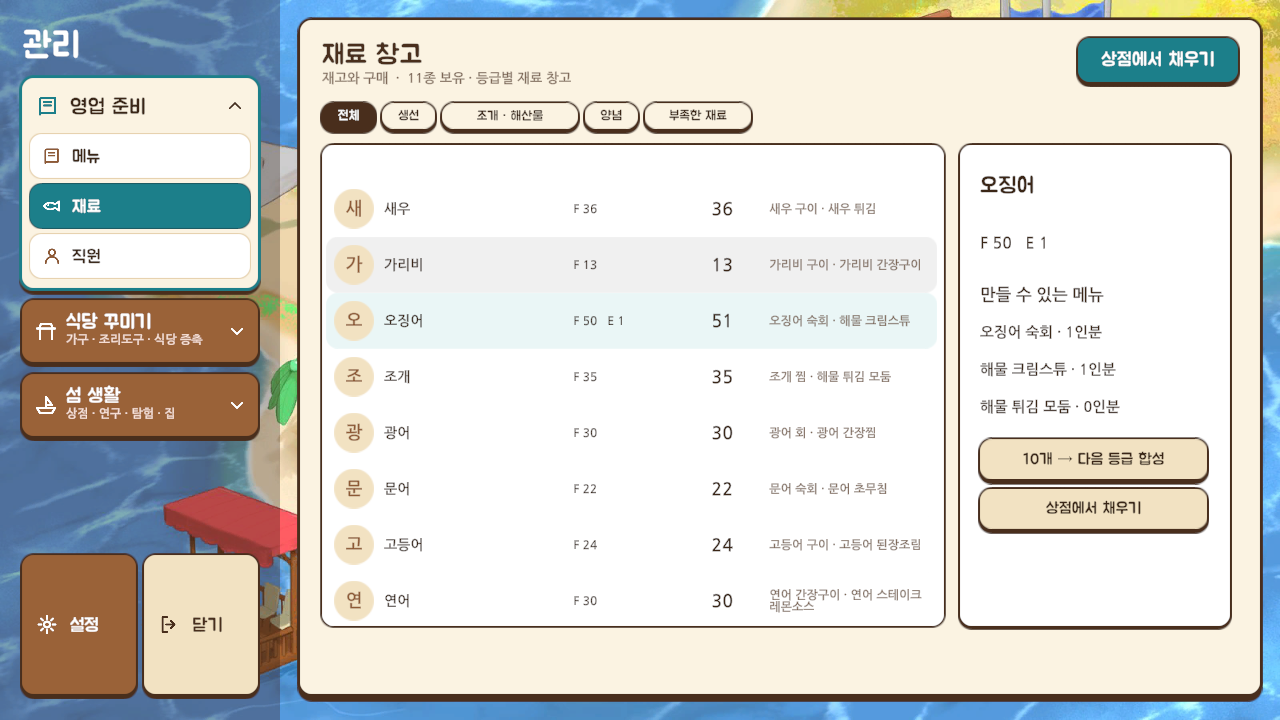 관리
영업 준비
메뉴
재료
직원
식당 꾸미기
가구 · 조리도구 · 식당 증축
섬 생활
상점 · 연구 · 탐험 · 집
설정
닫기
재료 창고
재고와 구매 · 11종 보유 · 등급별 재료 창고
상점에서 채우기
전체
생선
조개 · 해산물
양념
부족한 재료
새 새우 F 36 36 새우 구이 · 새우 튀김
가 가리비 F 13 13 가리비 구이 · 가리비 간장구이
오 오징어 F 50 E 1 51 오징어 숙회 · 해물 크림스튜
조 조개 F 35 35 조개 찜 · 해물 튀김 모둠
광 광어 F 30 30 광어 회 · 광어 간장찜
문 문어 F 22 22 문어 숙회 · 문어 초무침
고 고등어 F 24 24 고등어 구이 · 고등어 된장조림
연 연어 F 30 30 연어 간장구이 · 연어 스테이크
레몬소스
오징어
F 50 E 1
만들 수 있는 메뉴
오징어 숙회 · 1인분
해물 크림스튜 · 1인분
해물 튀김 모둠 · 0인분
10개 → 다음 등급 합성
상점에서 채우기